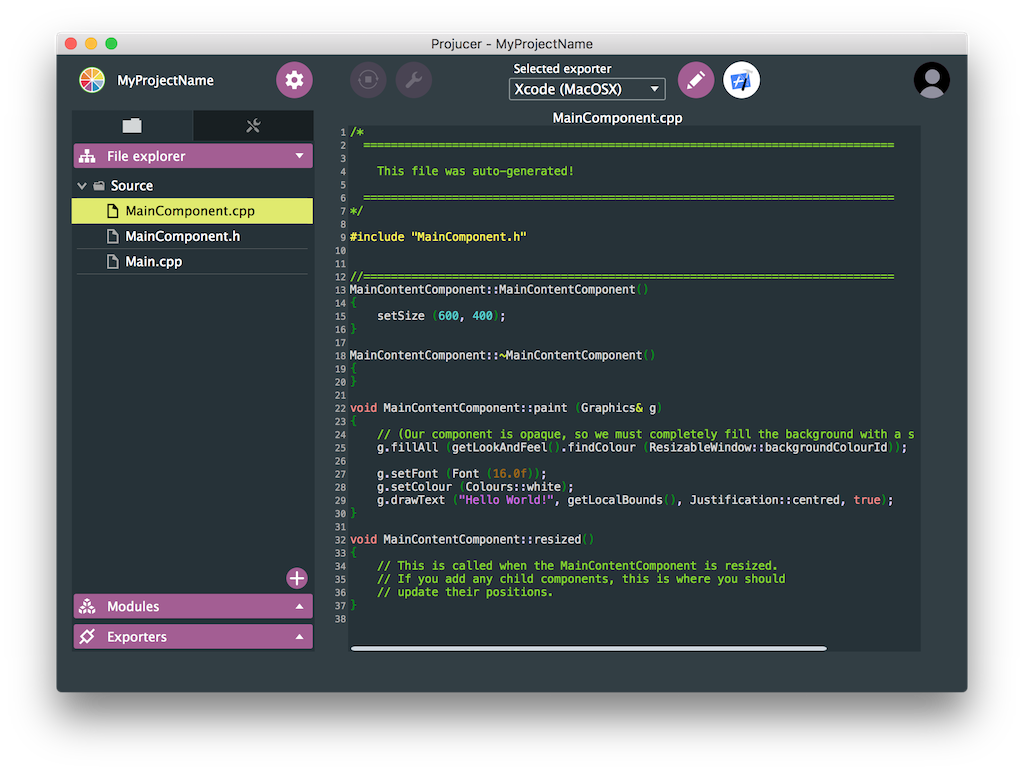 Projucer - MyProjectName
MyProjectName
Selected exporter
Xcode (MacOSX)
File explorer
Source
MainComponent.cpp
MainComponent.h
Main.cpp
Modules
Exporters
MainComponent.cpp
1 /*
2 ==============================================================================
3
4 This file was auto-generated!
5
6 ==============================================================================
7 */
8
9 #include "MainComponent.h"
10
11
12 //==============================================================================
13 MainContentComponent::MainContentComponent()
14 {
15 setSize (600, 400);
16 }
17
18 MainContentComponent::~MainContentComponent()
19 {
20 }
21
22 void MainContentComponent::paint (Graphics& g)
23 {
24 // (Our component is opaque, so we must completely fill the background with a s
25 g.fillAll (getLookAndFeel().findColour (ResizableWindow::backgroundColourId));
26
27 g.setFont (Font (16.0f));
28 g.setColour (Colours::white);
29 g.drawText ("Hello World!", getLocalBounds(), Justification::centred, true);
30 }
31
32 void MainContentComponent::resized()
33 {
34 // This is called when the MainContentComponent is resized.
35 // If you add any child components, this is where you should
36 // update their positions.
37 }
38